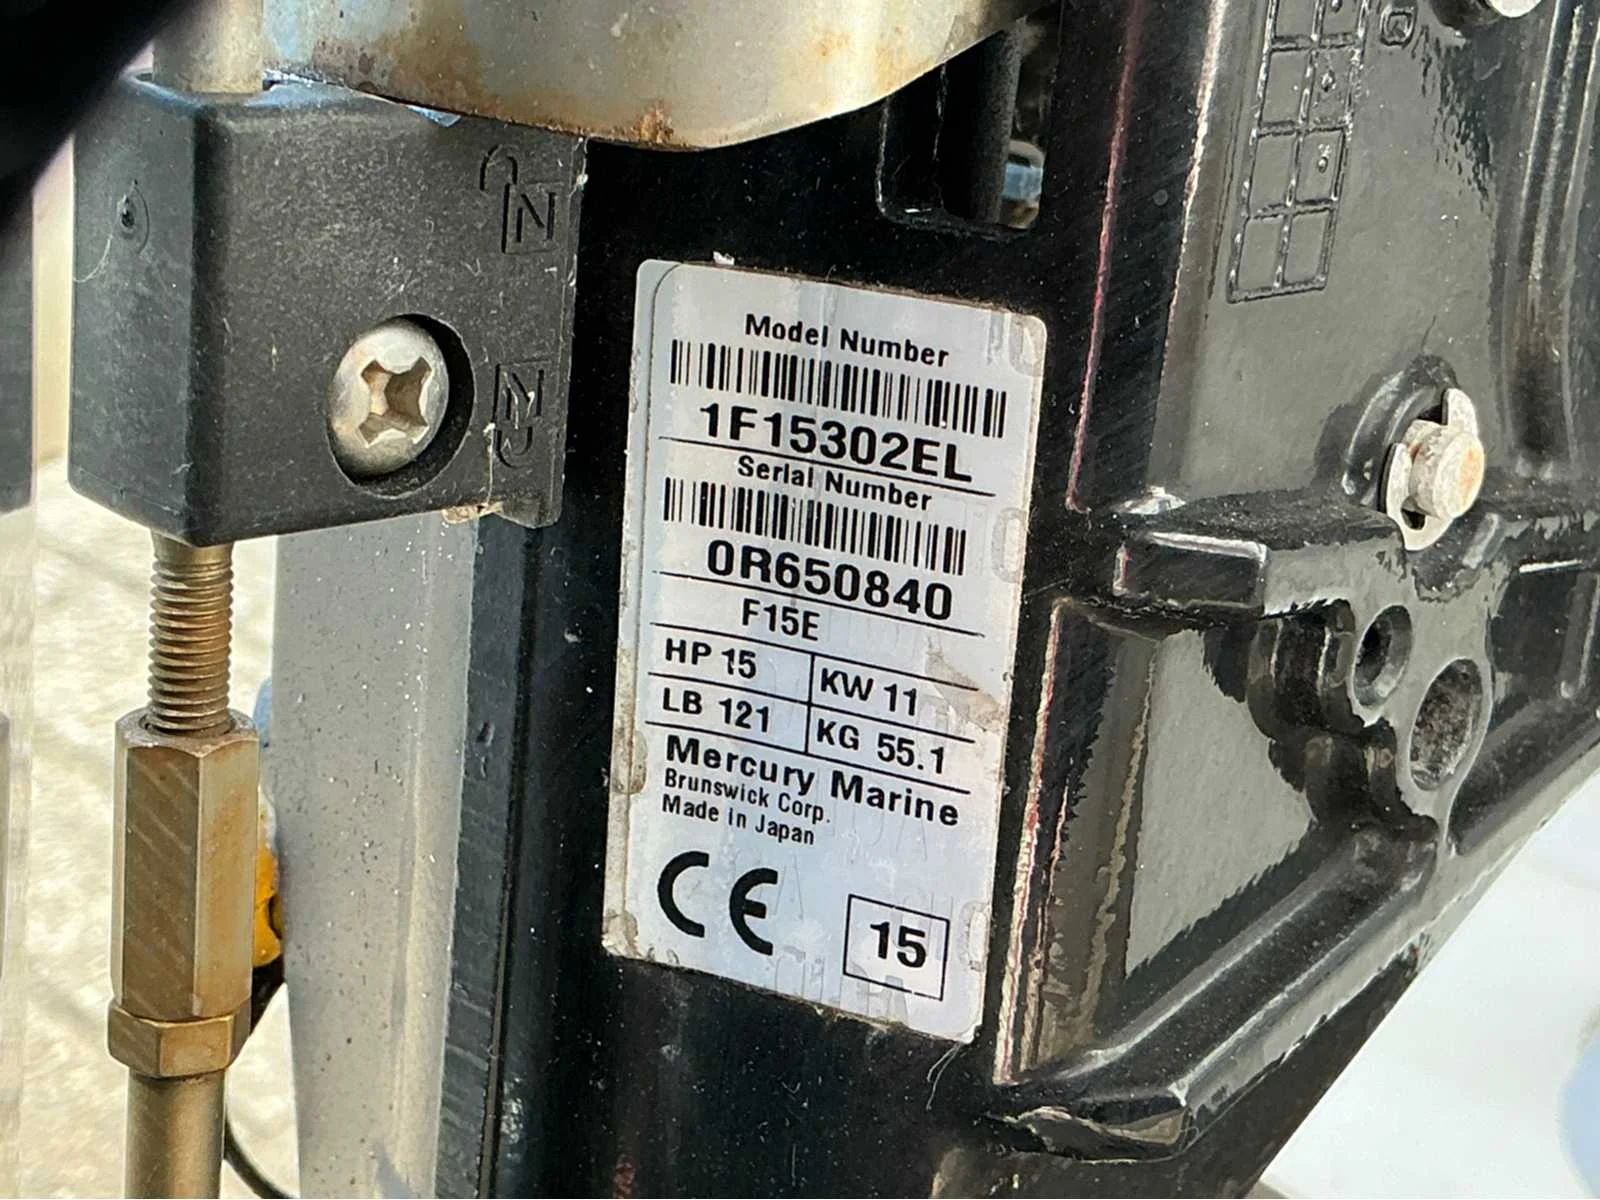 Model Number
1F15302EL
Serial Number
0R650840
F15E
HP 15 KW 11
LB 121 KG 55.1
Mercury Marine
Brunswick Corp.
Made In Japan
CE 15
N